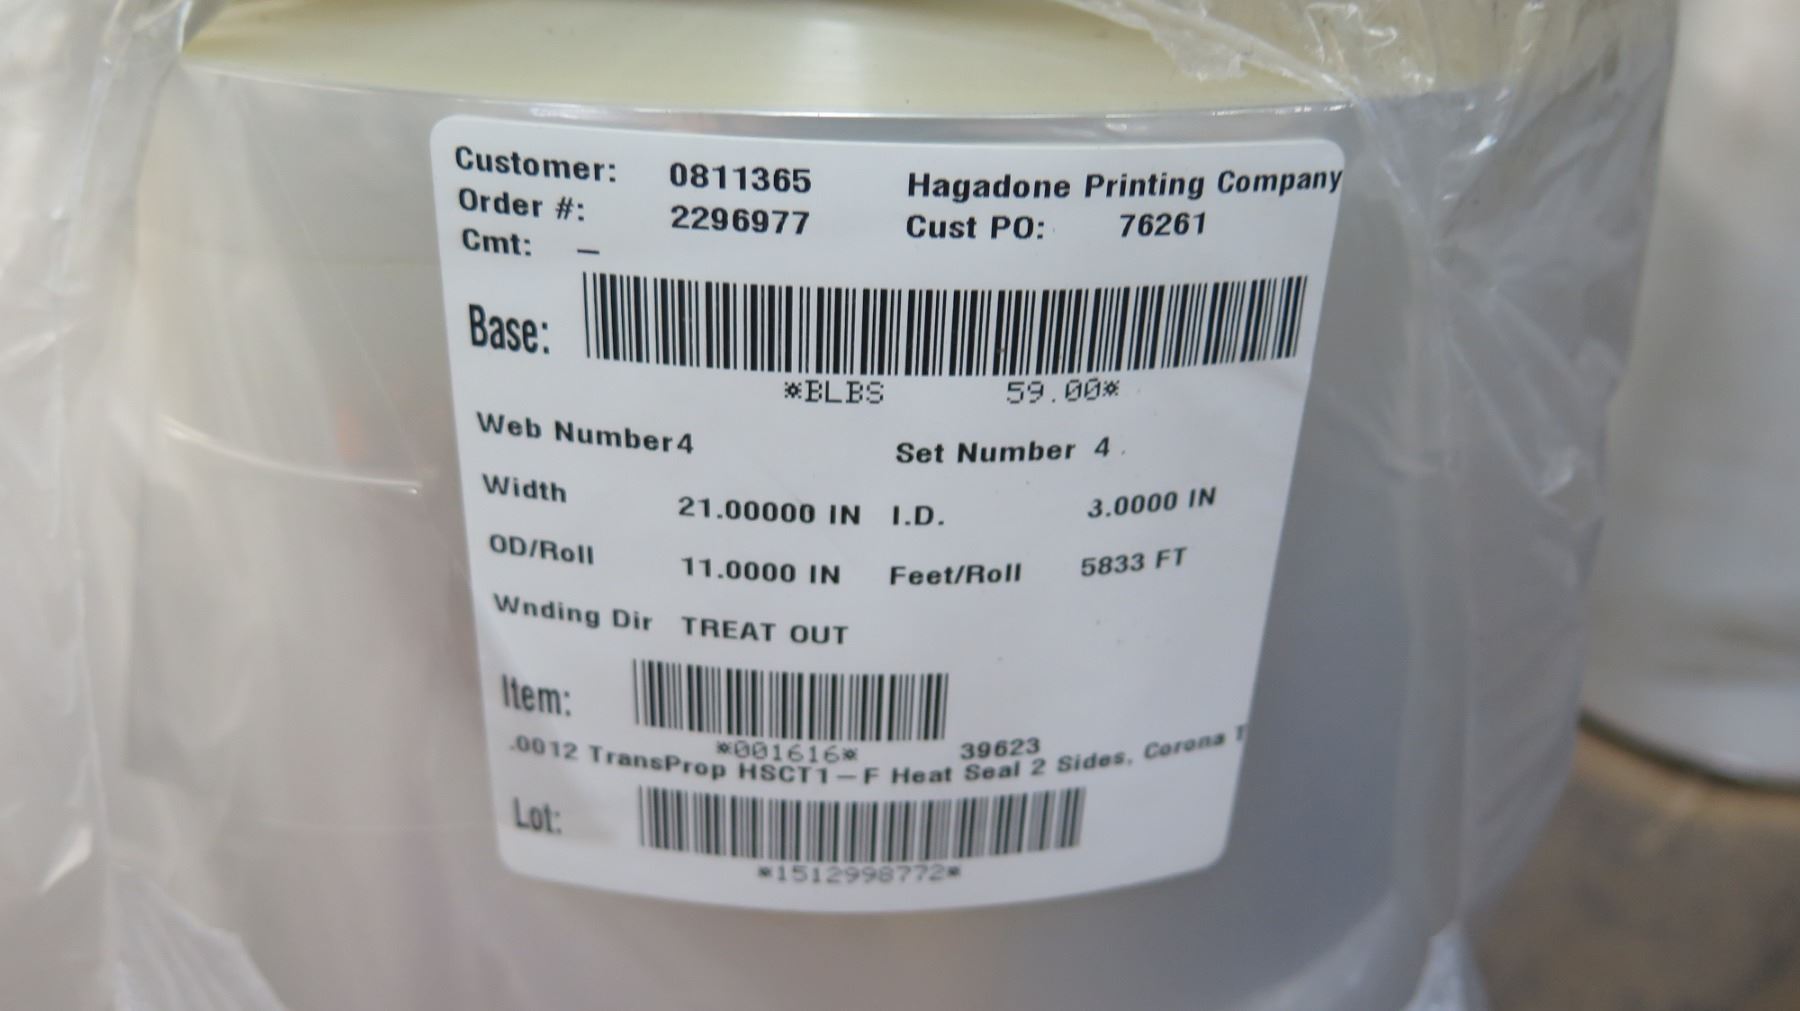 Customer: 0811365 Hagadone Printing Company
Order #: 2296977 Cust PO: 76261
Cmt: –
Base:
*BLBS 59.00*
Web Number 4 Set Number 4
Width 21.00000 IN I.D. 3.0000 IN
OD/Roll 11.0000 IN Feet/Roll 5833 FT
Wnding Dir TREAT OUT
Item:
*001616* 39623
.0012 TransProp HSCT1-F Heat Seal 2 Sides, Corona T
Lot:
*1512998772*